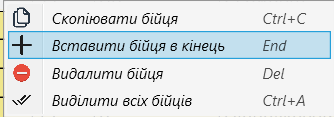 Скопіювати бійця Ctrl+C
Вставити бійця в кінець End
Видалити бійця Del
Виділити всіх бійців Ctrl+A